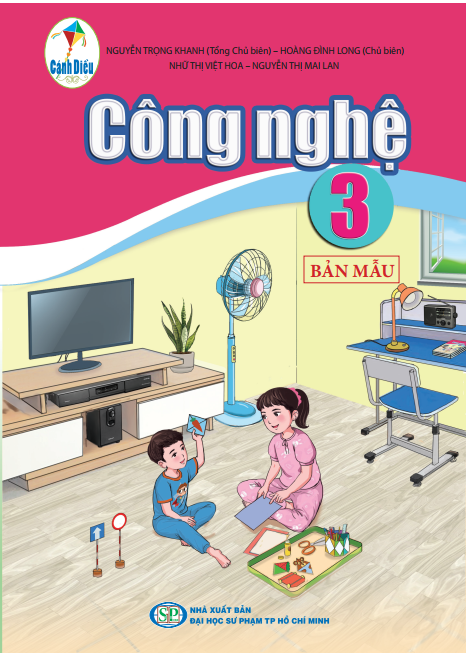 Cánh Diều
NGUYỄN TRỌNG KHANH (Tổng Chủ biên) – HOÀNG ĐÌNH LONG (Chủ biên)
NHỮ THỊ VIỆT HOA – NGUYỄN THỊ MAI LAN
Công nghệ
3
BẢN MẪU
SP
NHÀ XUẤT BẢN
ĐẠI HỌC SƯ PHẠM TP HỒ CHÍ MINH